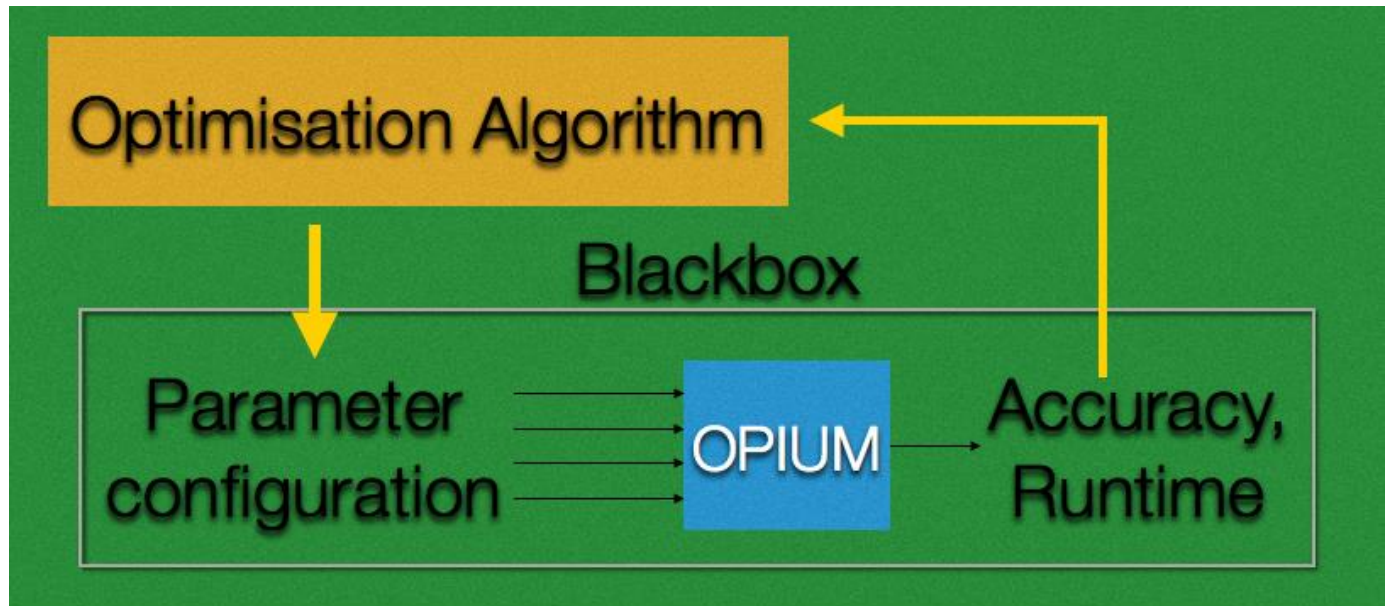 Optimisation Algorithm
Blackbox
Parameter
configuration
OPIUM
Accuracy,
Runtime